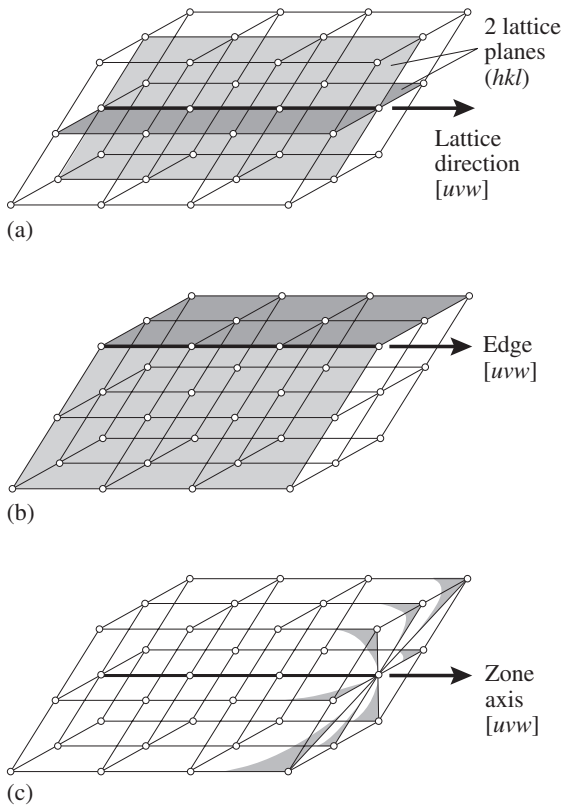 2 lattice
planes
(hkl)
Lattice
direction
[uvw]
(a)
Edge
[uvw]
(b)
Zone
axis
[uvw]
(c)